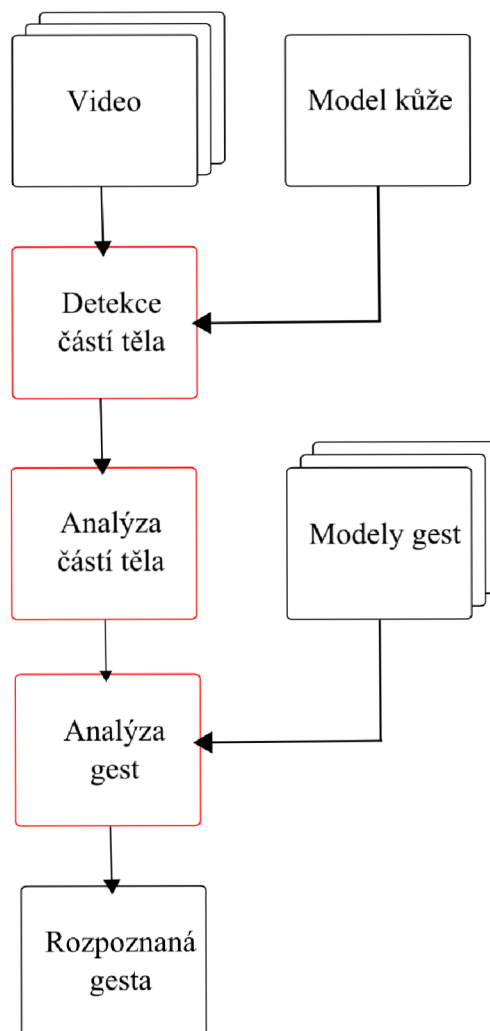 Video
Model kůže
Detekce
částí těla
Analýza
částí těla
Modely gest
Analýza
gest
Rozpoznaná
gesta